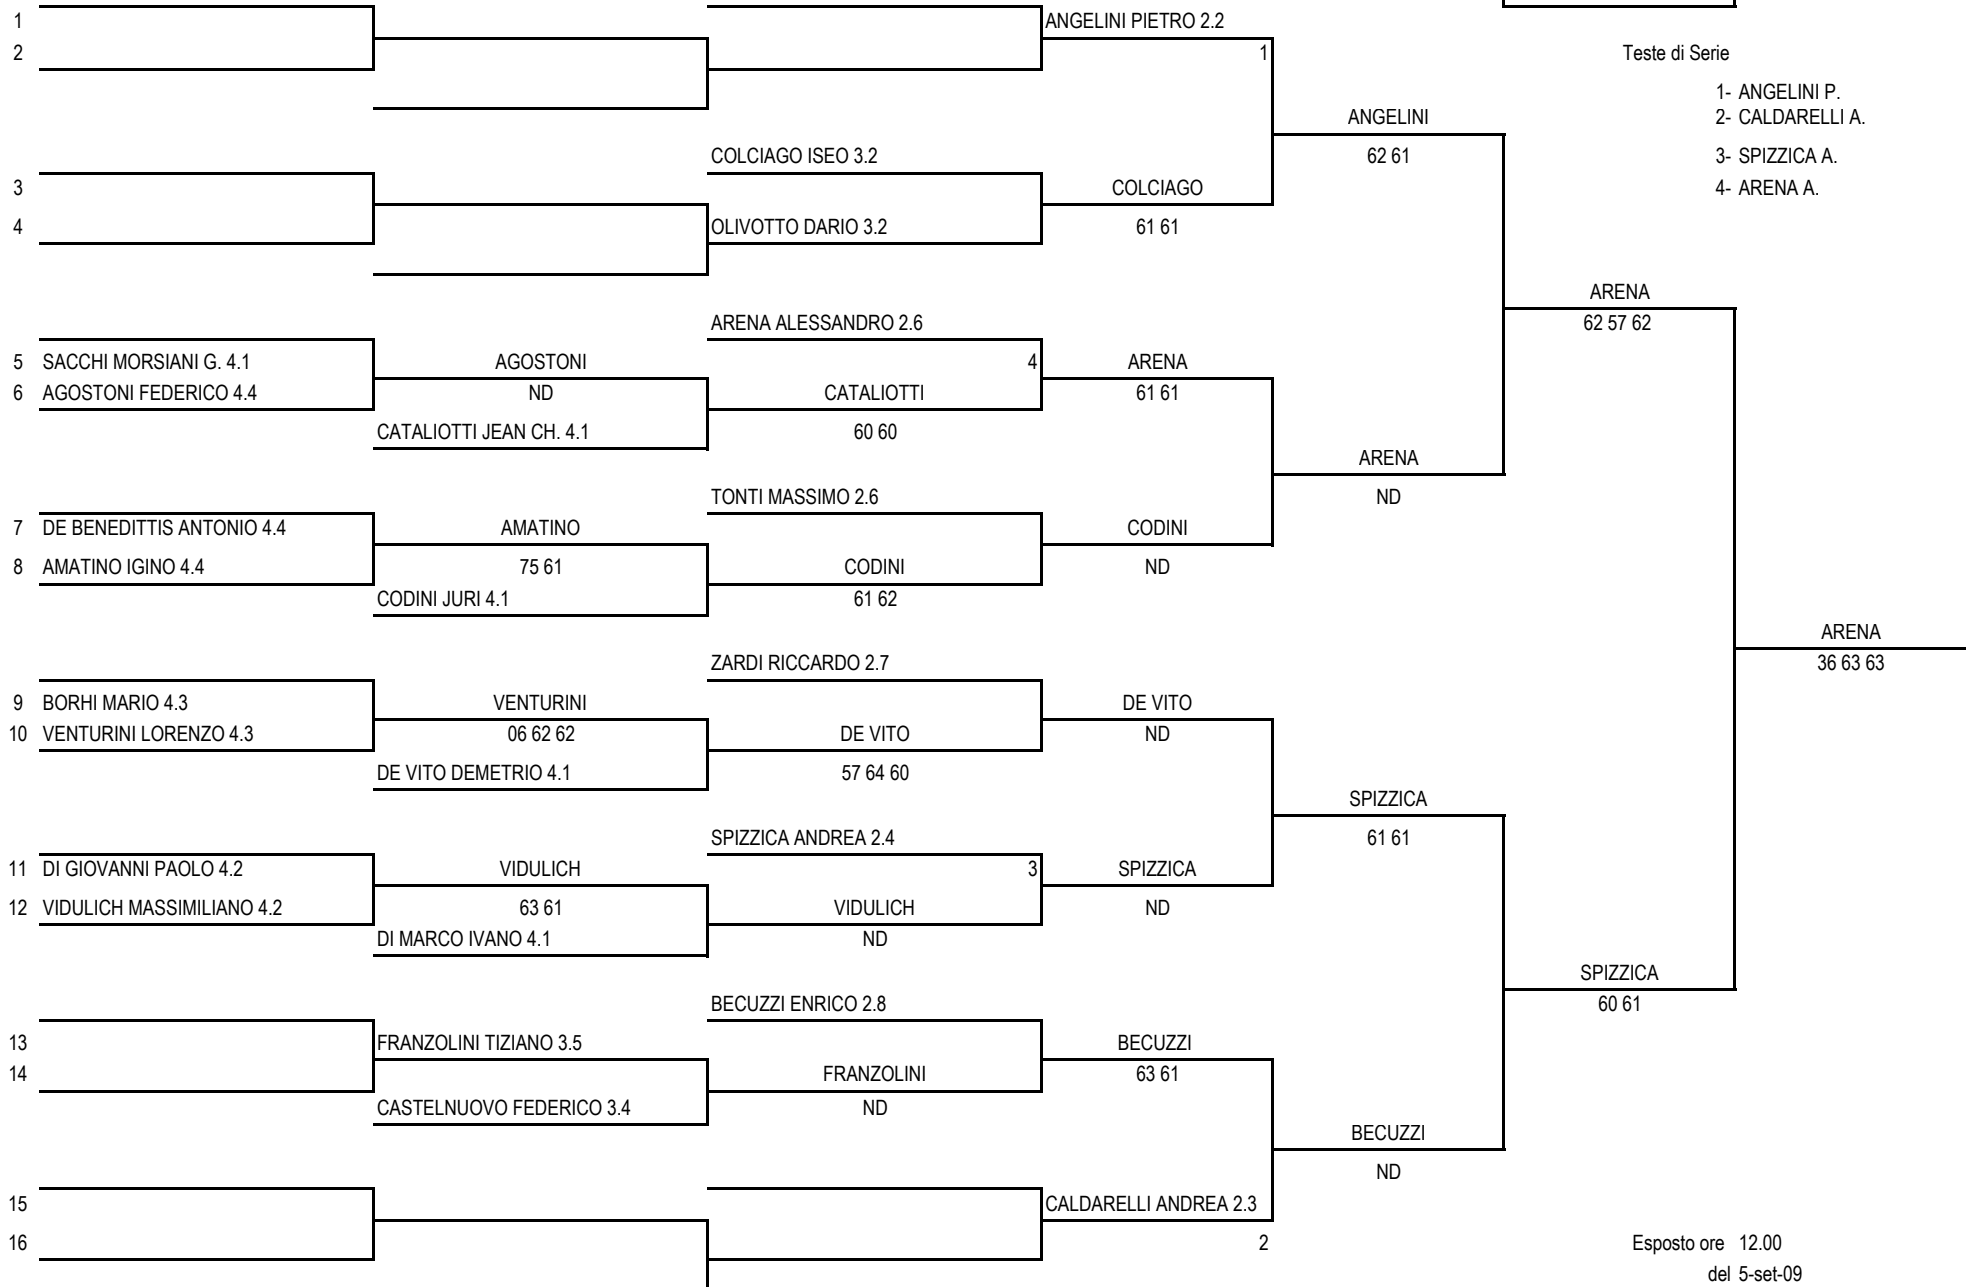 1 ANGELINI PIETRO 2.2
2 1 Teste di Serie
1- ANGELINI P.
ANGELINI 2- CALDARELLI A.
COLCIAGO ISEO 3.2 62 61 3- SPIZZICA A.
3 COLCIAGO 4- ARENA A.
4 OLIVOTTO DARIO 3.2 61 61
ARENA
ARENA ALESSANDRO 2.6 62 57 62
5 SACCHI MORSIANI G. 4.1 AGOSTONI 4 ARENA
6 AGOSTONI FEDERICO 4.4 ND CATALIOTTI 61 61
CATALIOTTI JEAN CH. 4.1 60 60
ARENA
TONTI MASSIMO 2.6 ND
7 DE BENEDITTIS ANTONIO 4.4 AMATINO CODINI
8 AMATINO IGINO 4.4 75 61 CODINI ND
CODINI JURI 4.1 61 62
ARENA
ZARDI RICCARDO 2.7 36 63 63
9 BORHI MARIO 4.3 VENTURINI DE VITO
10 VENTURINI LORENZO 4.3 06 62 62 DE VITO ND
DE VITO DEMETRIO 4.1 57 64 60
SPIZZICA
SPIZZICA ANDREA 2.4 61 61
11 DI GIOVANNI PAOLO 4.2 VIDULICH 3 SPIZZICA
12 VIDULICH MASSIMILIANO 4.2 63 61 VIDULICH ND
DI MARCO IVANO 4.1 ND
SPIZZICA
BECUZZI ENRICO 2.8 60 61
13 FRANZOLINI TIZIANO 3.5 BECUZZI
14 FRANZOLINI 63 61
CASTELNUOVO FEDERICO 3.4 ND
BECUZZI
ND
15 CALDARELLI ANDREA 2.3
16 2 Esposto ore 12.00
del 5-set-09